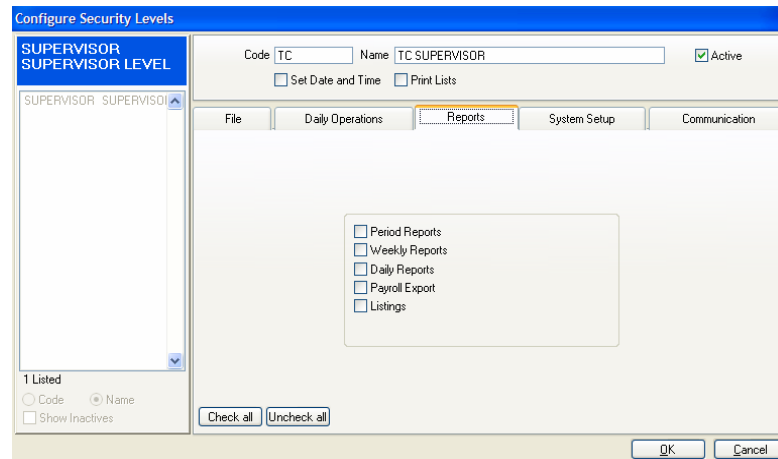 Configure Security Levels
SUPERVISOR
SUPERVISOR LEVEL
SUPERVISOR SUPERVISOI
1 Listed
Code Name
Show Inactives
Code TC Name TC SUPERVISOR Active
Set Date and Time Print Lists
File Daily Operations Reports System Setup Communication
Period Reports
Weekly Reports
Daily Reports
Payroll Export
Listings
Check all Uncheck all
OK Cancel